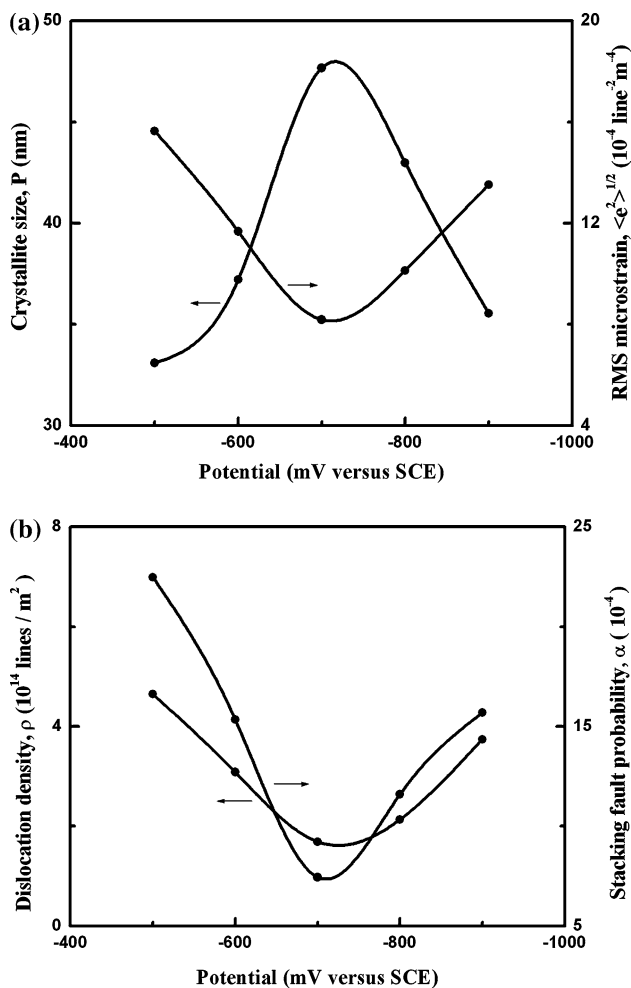 (a)
50
40
30
Crystallite size, P (nm)
20
12
4
RMS microstrain, <e²>^1/2 (10⁻⁴ line⁻²m⁻⁴)
-400
-600
-800
-1000
Potential (mV versus SCE)
(b)
8
4
0
Dislocation density, ρ (10¹⁴ lines / m²)
25
15
5
Stacking fault probability, α ( 10⁻⁴)
-400
-600
-800
-1000
Potential (mV versus SCE)